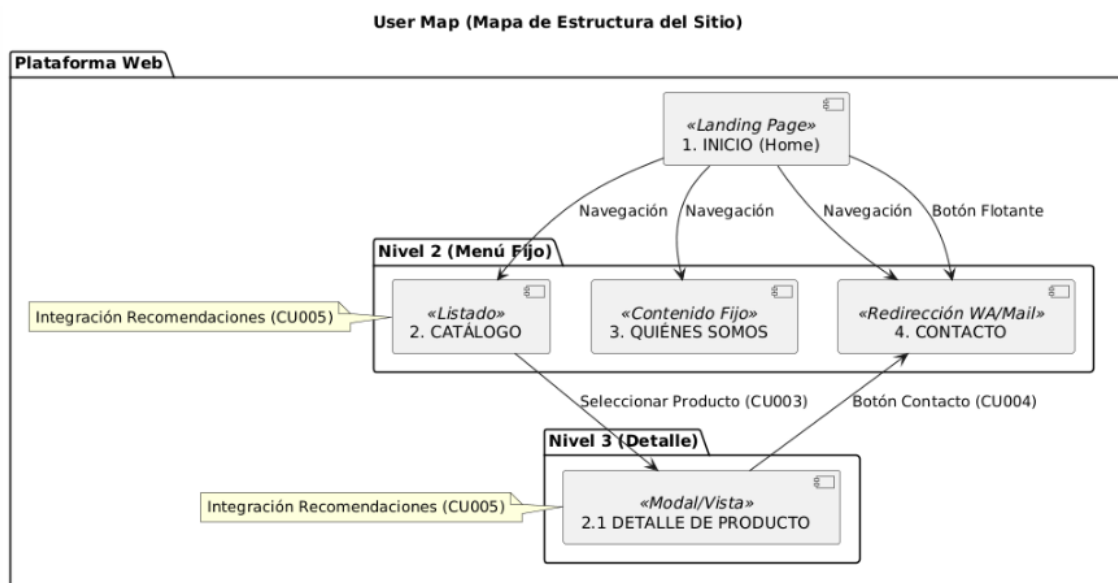 User Map (Mapa de Estructura del Sitio)
Plataforma Web
«Landing Page»
1. INICIO (Home)
Navegación
Navegación
Navegación
Botón Flotante
Nivel 2 (Menú Fijo)
Integración Recomendaciones (CU005)
«Listado»
2. CATÁLOGO
«Contenido Fijo»
3. QUIÉNES SOMOS
«Redirección WA/Mail»
4. CONTACTO
Seleccionar Producto (CU003)
Botón Contacto (CU004)
Nivel 3 (Detalle)
Integración Recomendaciones (CU005)
«Modal/Vista»
2.1 DETALLE DE PRODUCTO